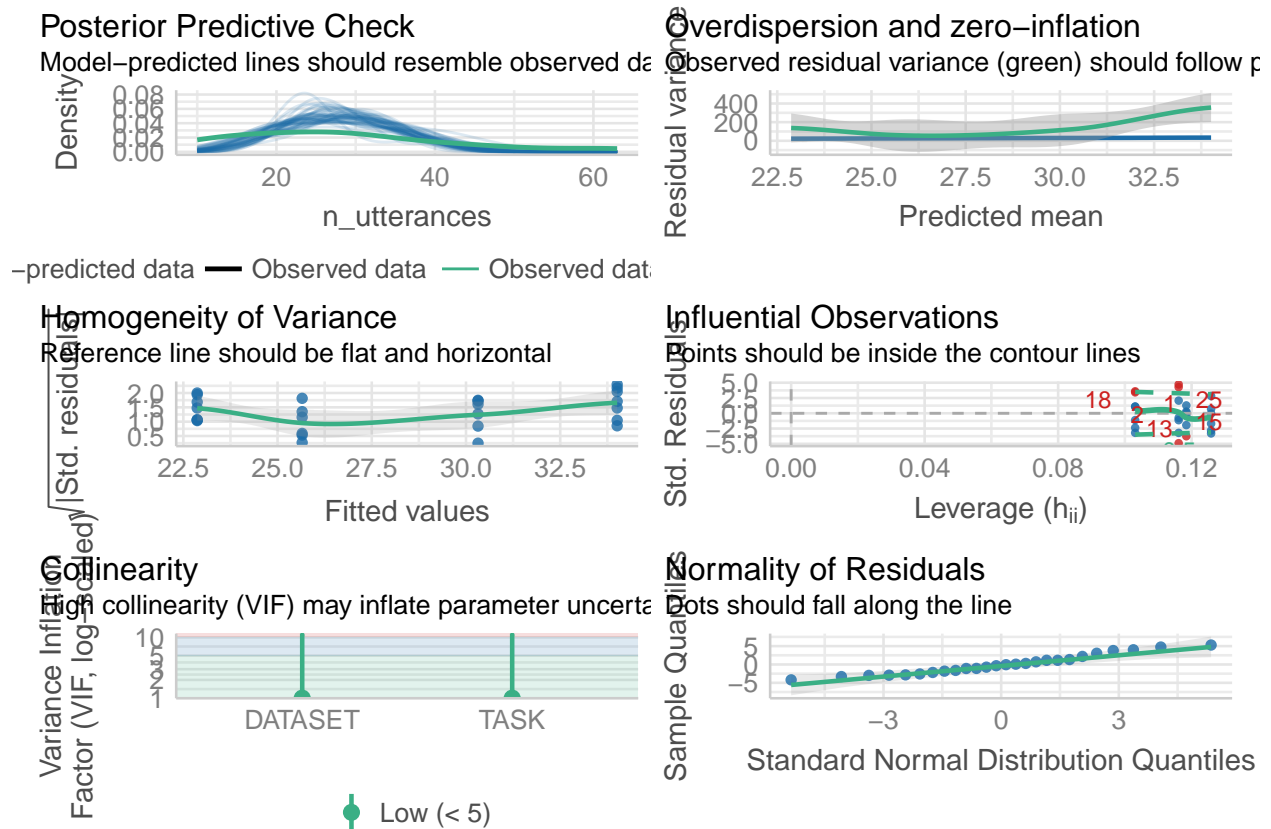 Posterior Predictive Check
Model−predicted lines should resemble observed da
Density
0.08
0.06
0.04
0.02
0.00
20 40 60
n_utterances
−predicted data Observed data Observed data
Overdispersion and zero−inflation
Observed residual variance (green) should follow p
Residual variance
400
200
0
22.5 25.0 27.5 30.0 32.5
Predicted mean
Homogeneity of Variance
Reference line should be flat and horizontal
√|Std. residuals|
2.0
1.5
1.0
0.5
22.5 25.0 27.5 30.0 32.5
Fitted values
Influential Observations
Points should be inside the contour lines
Std. Residuals
5.0
2.5
0.0
−2.5
−5.0
18
1
25
2
13
15
0.00 0.04 0.08 0.12
Leverage (hii)
Collinearity
High collinearity (VIF) may inflate parameter uncerta
Variance Inflation
Factor (VIF, log−scaled)
10
5
3
2
1
DATASET TASK
Low (< 5)
Normality of Residuals
Dots should fall along the line
Sample Quantiles
5
0
−5
−3 0 3
Standard Normal Distribution Quantiles